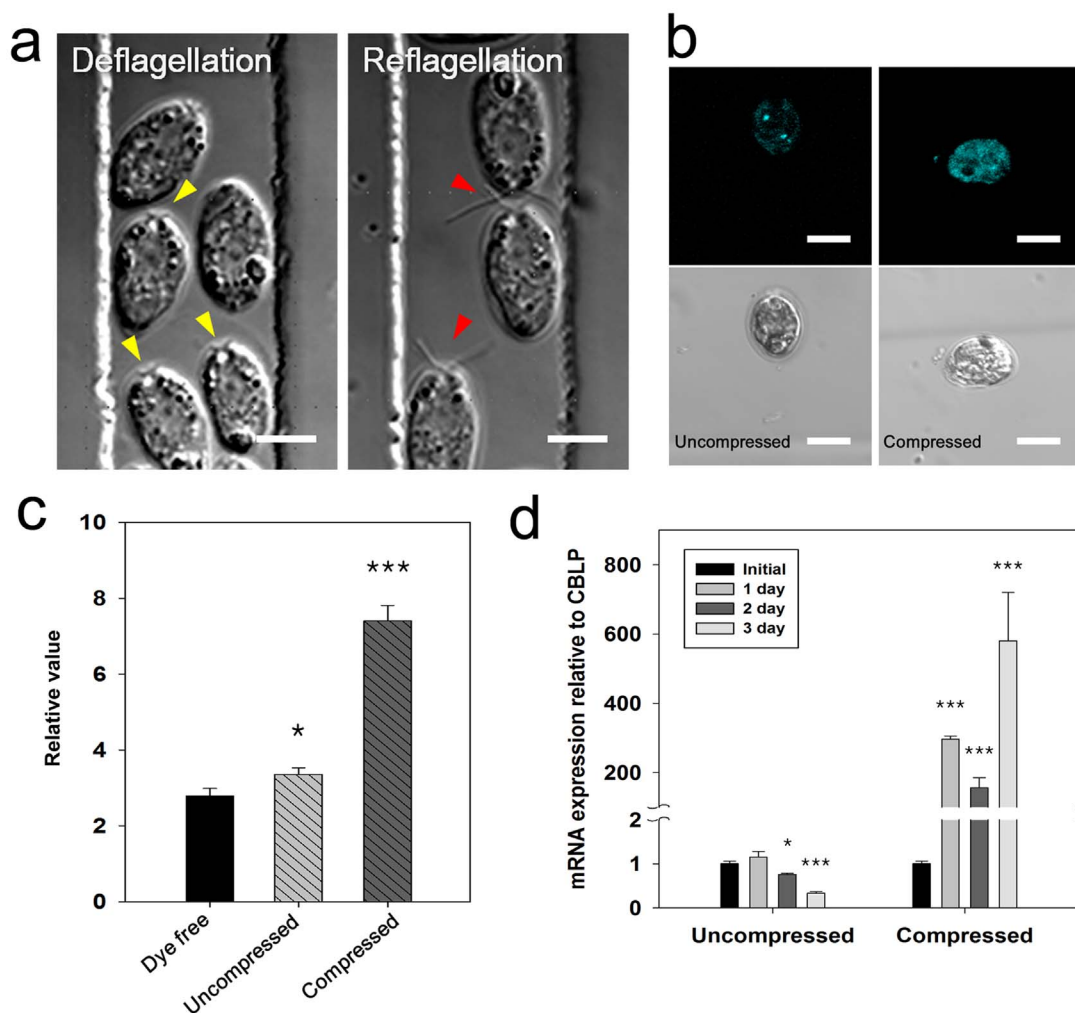 a
Deflagellation
Reflagellation
b
Uncompressed
Compressed
c
Relative value
10
8
6
4
2
0
***
*
Dye free
Uncompressed
Compressed
d
mRNA expression relative to CBLP
800
600
400
200
2
1
0
Initial
1 day
2 day
3 day
*
***
***
***
***
Uncompressed
Compressed